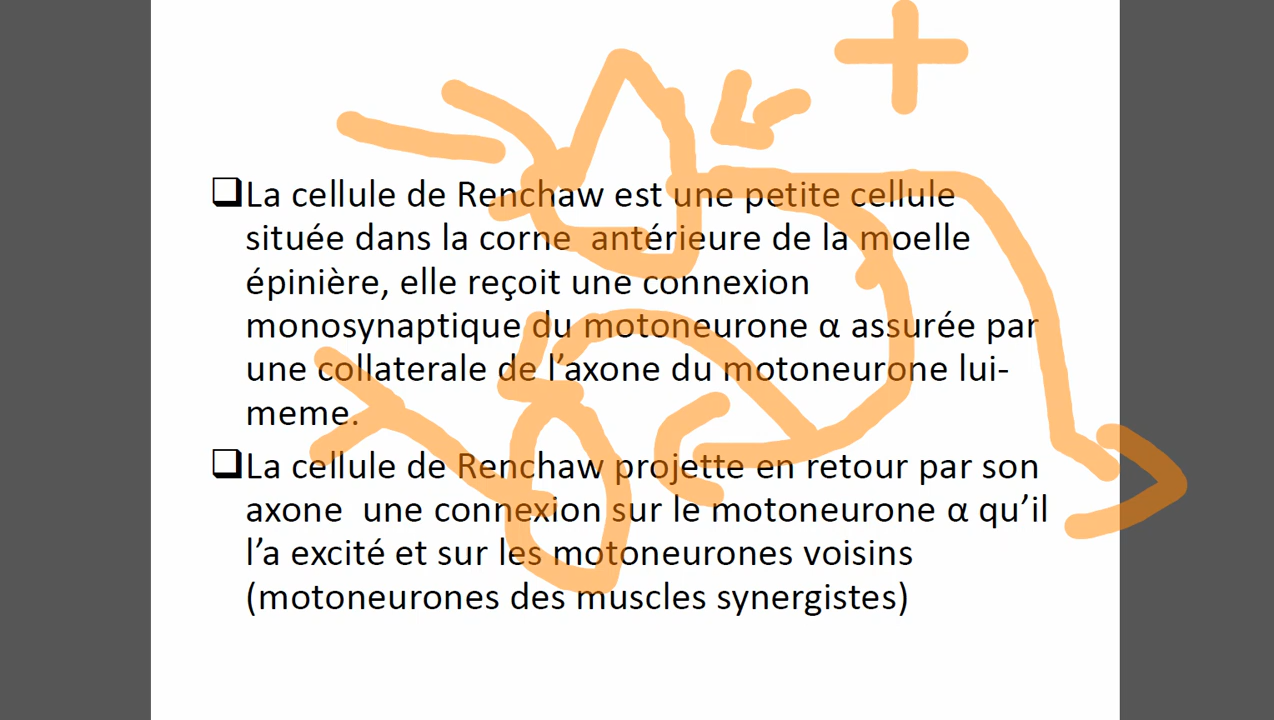 ❑La cellule de Renchaw est une petite cellule
située dans la corne antérieure de la moelle
épinière, elle reçoit une connexion
monosynaptique du motoneurone α assurée par
une collaterale de l’axone du motoneurone lui-
meme.
❑La cellule de Renchaw projette en retour par son
axone une connexion sur le motoneurone α qu’il
l’a excité et sur les motoneurones voisins
(motoneurones des muscles synergistes)